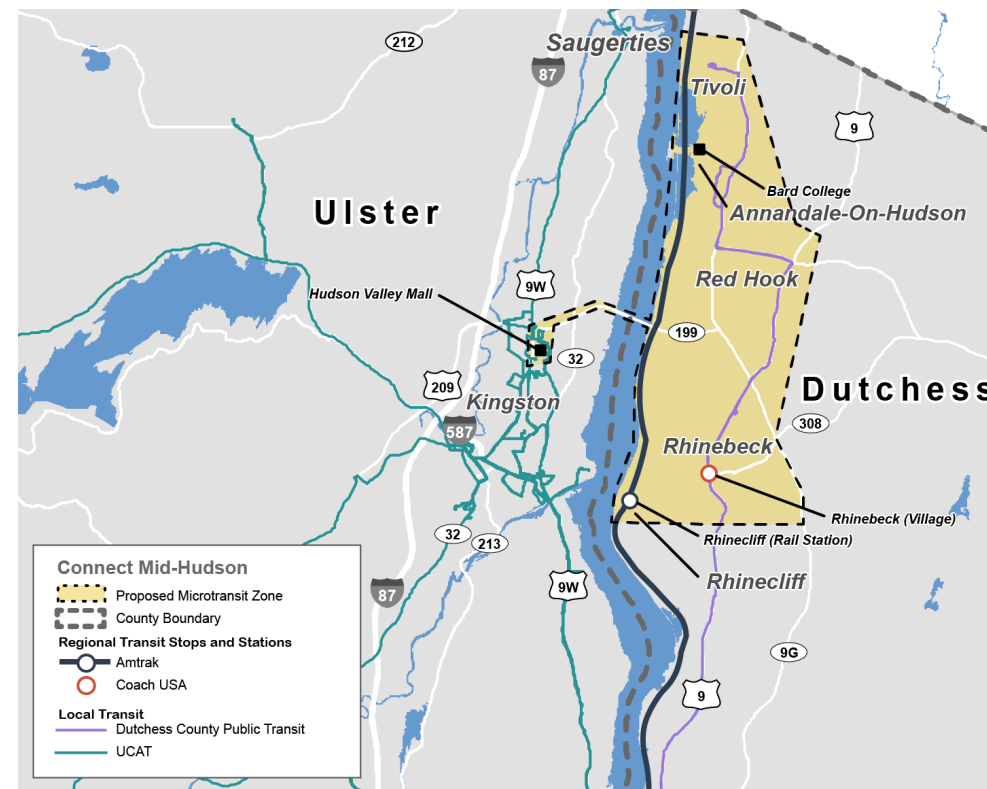 212
Saugerties
87
Tivoli
9
Bard College
Ulster
Annandale-On-Hudson
Red Hook
9W
Hudson Valley Mall
199
32
209
Kingston
Dutchess
587
308
Rhinebeck
Rhinebeck (Village)
32
213
Rhinecliff (Rail Station)
Rhinecliff
87
9W
9G
9
Connect Mid-Hudson
Proposed Microtransit Zone
County Boundary
Regional Transit Stops and Stations
Amtrak
Coach USA
Local Transit
Dutchess County Public Transit
UCAT